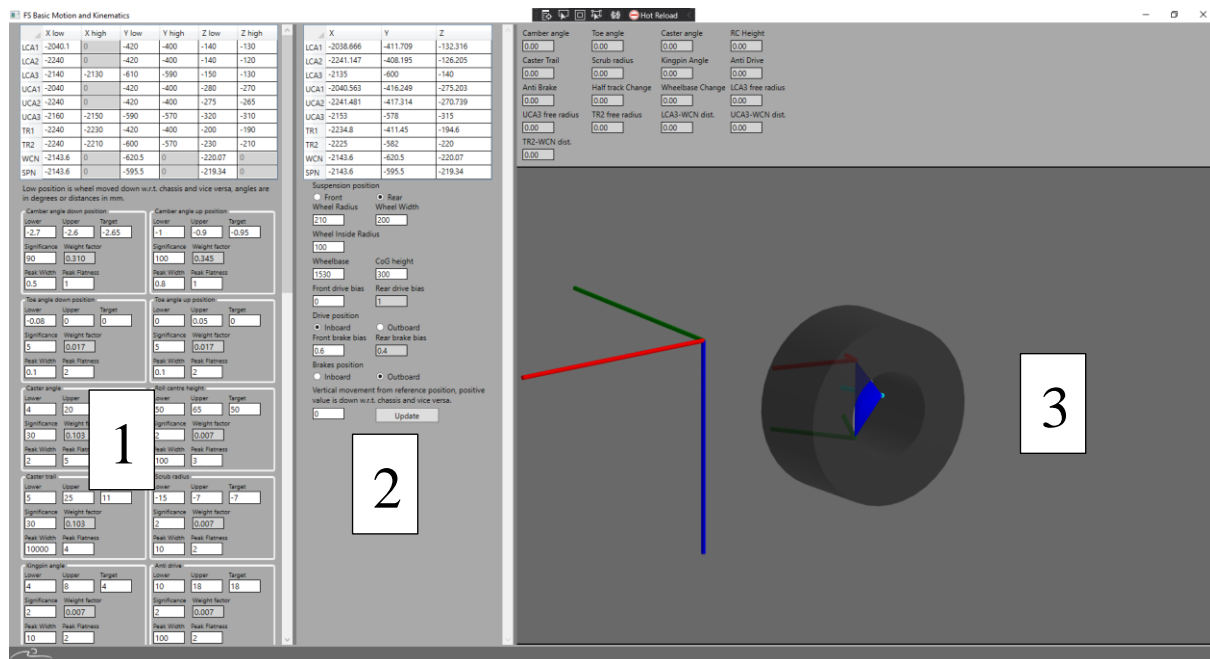 FS Basic Motion and Kinematics
Hot Reload
X low X high Y low Y high Z low Z high
LCA1 -2040.1 0 -420 -400 -140 -130
LCA2 -2240 0 -420 -400 -140 -120
LCA3 -2140 -2130 -610 -590 -150 -130
UCA1 -2040 0 -420 -400 -280 -270
UCA2 -2240 0 -420 -400 -275 -265
UCA3 -2160 -2150 -590 -570 -320 -310
TR1 -2240 -2230 -420 -400 -200 -190
TR2 -2240 -2210 -600 -570 -230 -210
WCN -2143.6 0 -620.5 0 -220.07 0
SPN -2143.6 0 -595.5 0 -219.34 0
Low position is wheel moved down w.r.t. chassis and vice versa, angles are
in degrees or distances in mm.
Camber angle down position
Lower Upper Target
-2.7 -2.6 -2.65
Significance Weight factor
90 0.310
Peak Width Peak Flatness
0.5 1
Camber angle up position
Lower Upper Target
-1 -0.9 -0.95
Significance Weight factor
100 0.345
Peak Width Peak Flatness
0.8 1
Toe angle down position
Lower Upper Target
-0.08 0 0
Significance Weight factor
5 0.017
Peak Width Peak Flatness
0.1 2
Toe angle up position
Lower Upper Target
0 0.05 0
Significance Weight factor
5 0.017
Peak Width Peak Flatness
0.1 2
Caster angle
Lower Upper
4 20
Significance
30 0.103
Peak Width
2 5
1
Roll centre height
Upper Target
50 65 50
Significance Weight factor
2 0.007
Peak Width Peak Flatness
100 3
Caster trail
Lower Upper
5 25 11
Significance Weight factor
30 0.103
Peak Width Peak Flatness
10000 4
Scrub radius
Lower Upper Target
-15 -7 -7
Significance Weight factor
2 0.007
Peak Width Peak Flatness
10 2
Kingpin angle
Lower Upper Target
4 8 4
Significance Weight factor
2 0.007
Peak Width Peak Flatness
10 2
Anti drive
Lower Upper Target
10 18 18
Significance Weight factor
2 0.007
Peak Width Peak Flatness
100 2
X Y Z
LCA1 -2038.666 -411.709 -132.316
LCA2 -2241.147 -408.195 -126.205
LCA3 -2135 -600 -140
UCA1 -2040.563 -416.249 -275.203
UCA2 -2241.481 -417.314 -270.739
UCA3 -2153 -578 -315
TR1 -2234.8 -411.45 -194.6
TR2 -2225 -582 -220
WCN -2143.6 -620.5 -220.07
SPN -2143.6 -595.5 -219.34
Suspension position
Front Rear
Wheel Radius Wheel Width
210 200
Wheel Inside Radius
100
Wheelbase CoG height
1530 300
Front drive bias Rear drive bias
0 1
Drive position
Inboard Outboard
Front brake bias Rear brake bias
0.6 0.4
Brakes position
Inboard Outboard
Vertical movement from reference position, positive
value is down w.r.t. chassis and vice versa.
0 Update
2
Camber angle Toe angle Caster angle RC Height
0.00 0.00 0.00 0.00
Caster Trail Scrub radius Kingpin Angle Anti Drive
0.00 0.00 0.00 0.00
Anti Brake Half track Change Wheelbase Change LCA3 free radius
0.00 0.00 0.00 0.00
UCA3 free radius TR2 free radius LCA3-WCN dist. UCA3-WCN dist.
0.00 0.00 0.00 0.00
TR2-WCN dist.
0.00
3